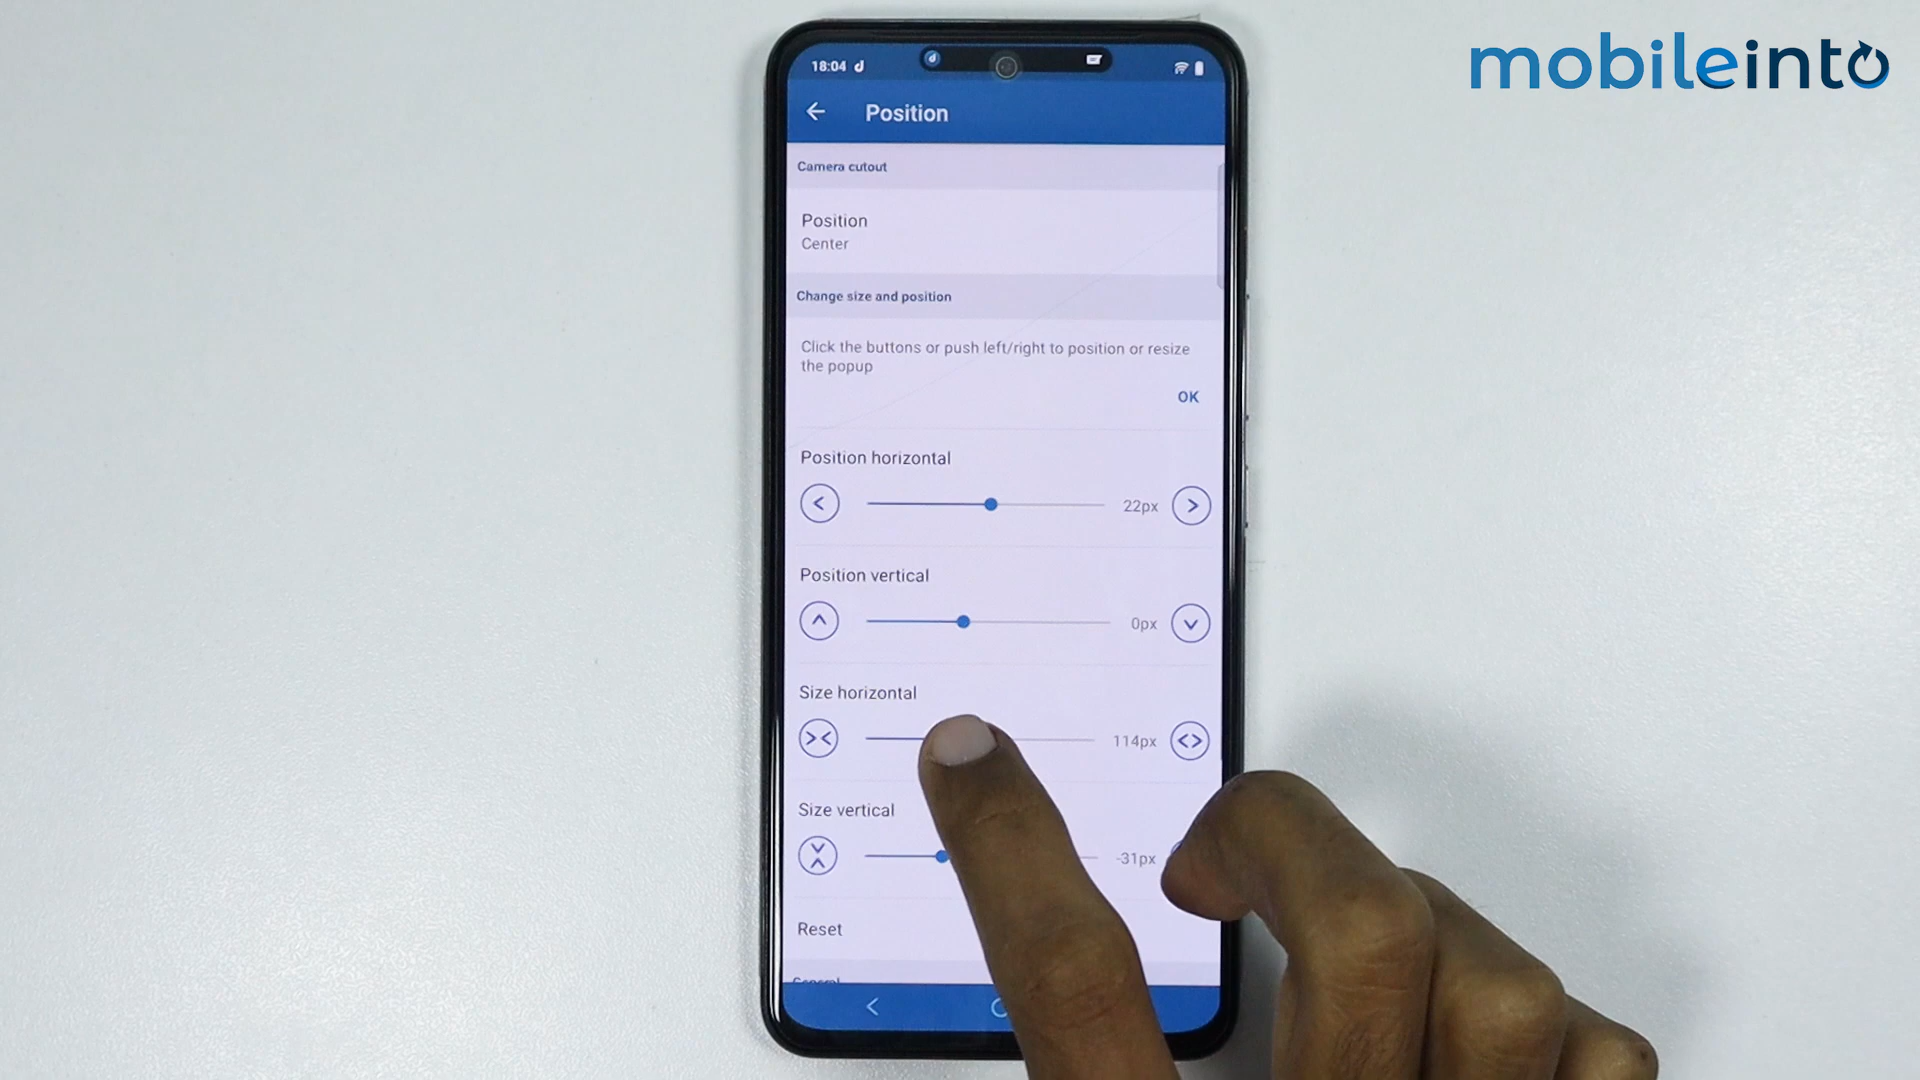 mobileinto
18:04
Position
Camera cutout
Position
Center
Change size and position
Click the buttons or push left/right to position or resize
the popup
OK
Position horizontal
22px
Position vertical
0px
Size horizontal
114px
Size vertical
-31px
Reset
General